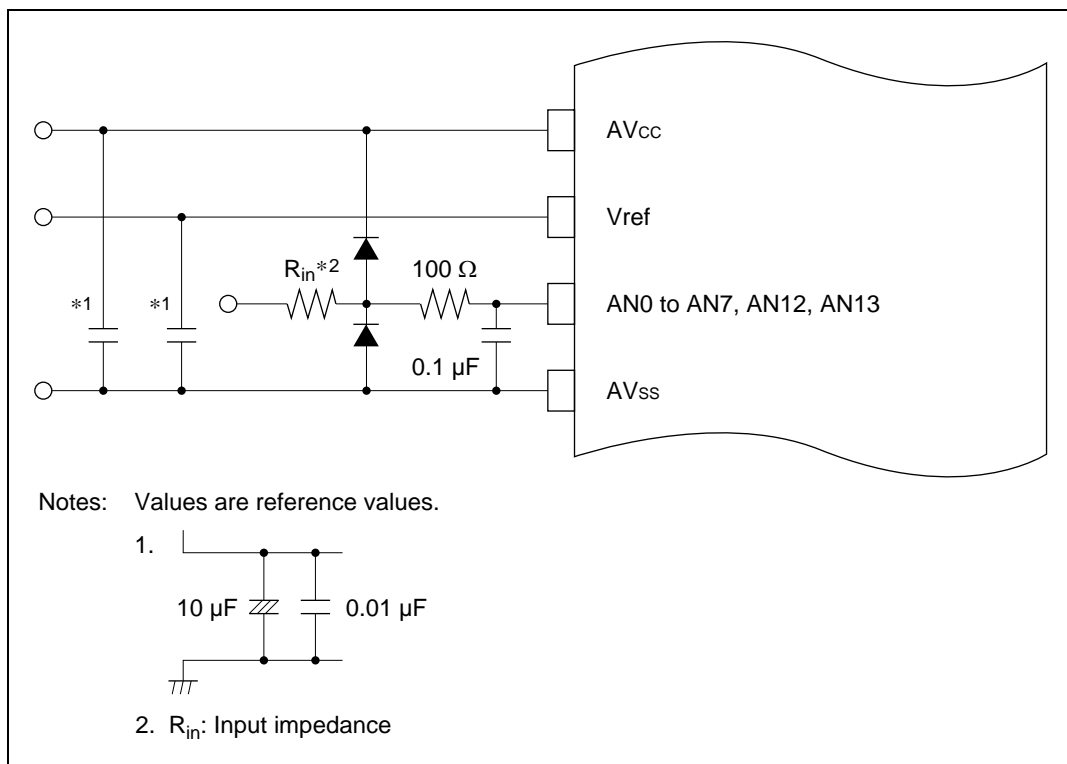 AVcc
Vref
Rin*2
100 Ω
*1
*1
AN0 to AN7, AN12, AN13
0.1 µF
AVss
Notes: Values are reference values.
1.
10 µF
0.01 µF
2. Rin: Input impedance